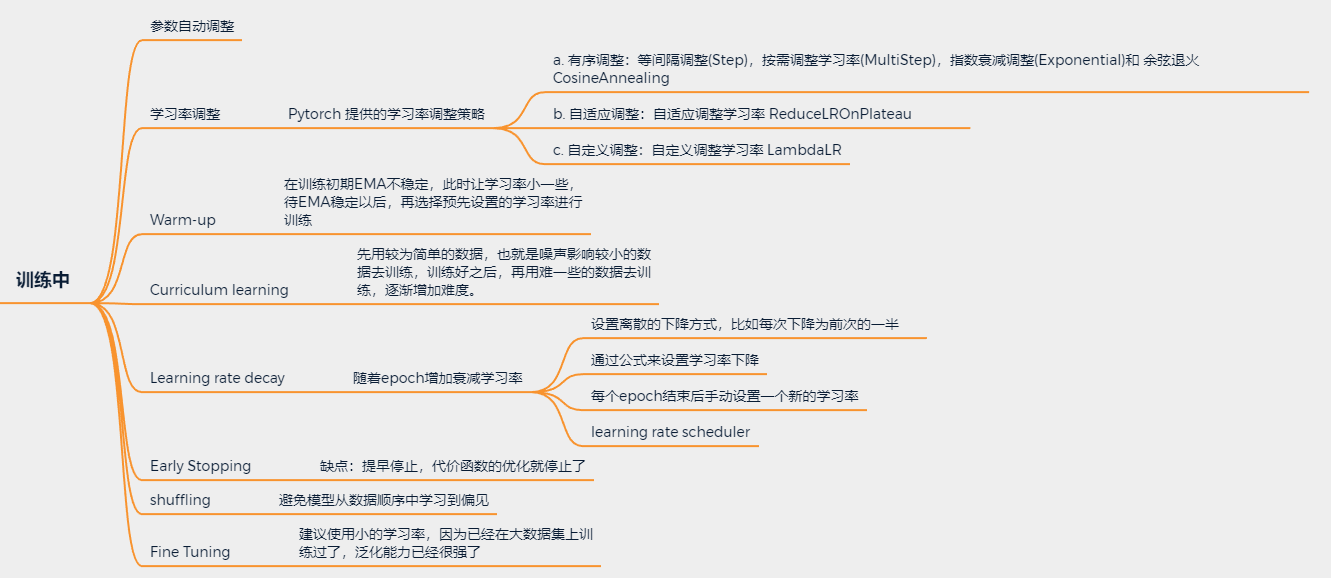 参数自动调整
a. 有序调整：等间隔调整(Step)，按需调整学习率(MultiStep)，指数衰减调整(Exponential)和 余弦退火
CosineAnnealing
学习率调整
Pytorch 提供的学习率调整策略
b. 自适应调整：自适应调整学习率 ReduceLROnPlateau
c. 自定义调整：自定义调整学习率 LambdaLR
在训练初期EMA不稳定，此时让学习率小一些，
待EMA稳定以后，再选择预先设置的学习率进行
训练
Warm-up
训练中
先用较为简单的数据，也就是噪声影响较小的数
据去训练，训练好之后，再用难一些的数据去训
练，逐渐增加难度。
Curriculum learning
设置离散的下降方式，比如每次下降为前次的一半
通过公式来设置学习率下降
Learning rate decay
随着epoch增加衰减学习率
每个epoch结束后手动设置一个新的学习率
learning rate scheduler
Early Stopping
缺点：提早停止，代价函数的优化就停止了
shuffling
避免模型从数据顺序中学习到偏见
建议使用小的学习率，因为已经在大数据集上训
练过了，泛化能力已经很强了
Fine Tuning